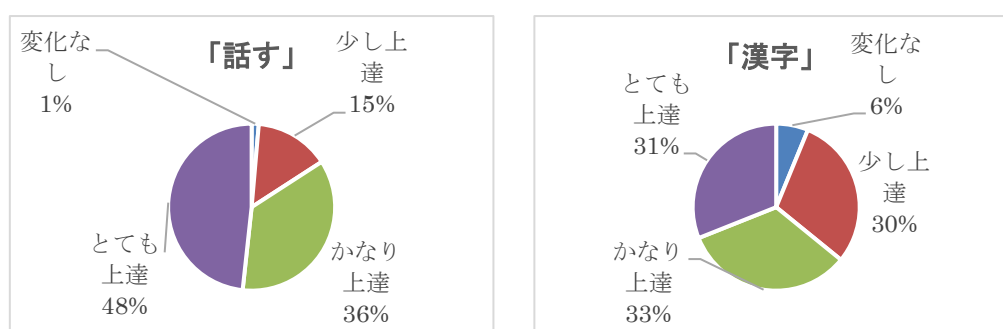 「話す」
変化な
し
1%
少し上
達
15%
かなり
上達
36%
とても
上達
48%
「漢字」
変化な
し
6%
少し上
達
30%
かなり
上達
33%
とても
上達
31%